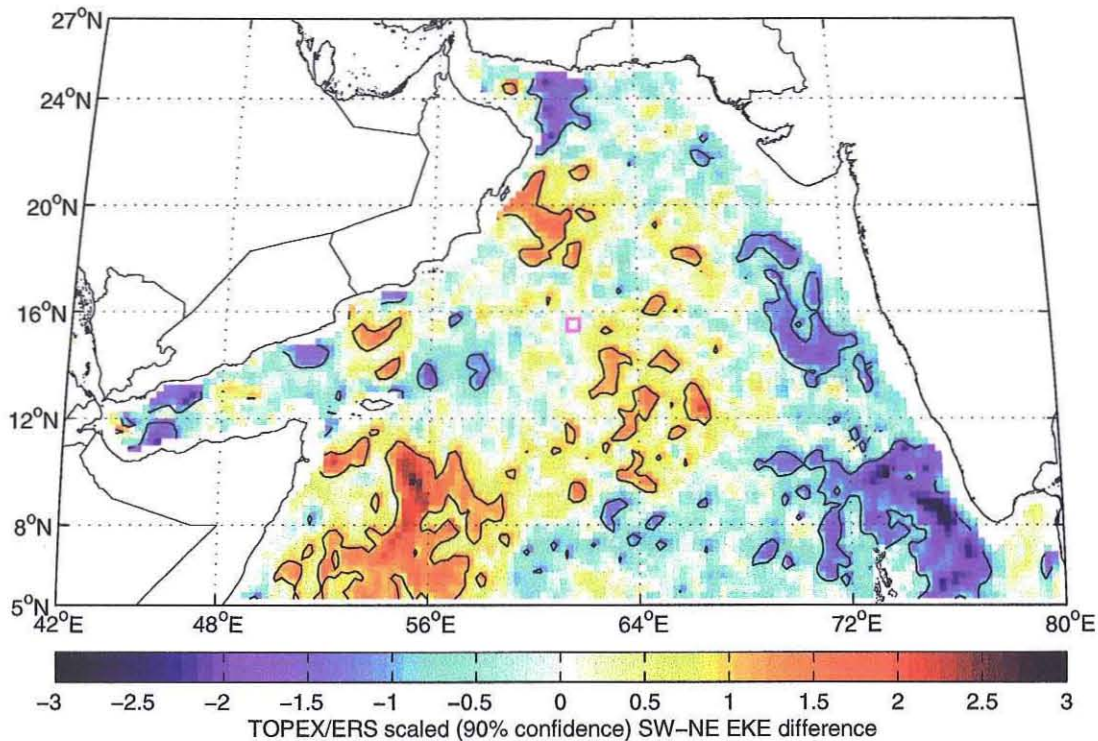 27°N
24°N
20°N
16°N
12°N
8°N
5°N
42°E 48°E 56°E 64°E 72°E 80°E
−3 −2.5 −2 −1.5 −1 −0.5 0 0.5 1 1.5 2 2.5 3
TOPEX/ERS scaled (90% confidence) SW−NE EKE difference